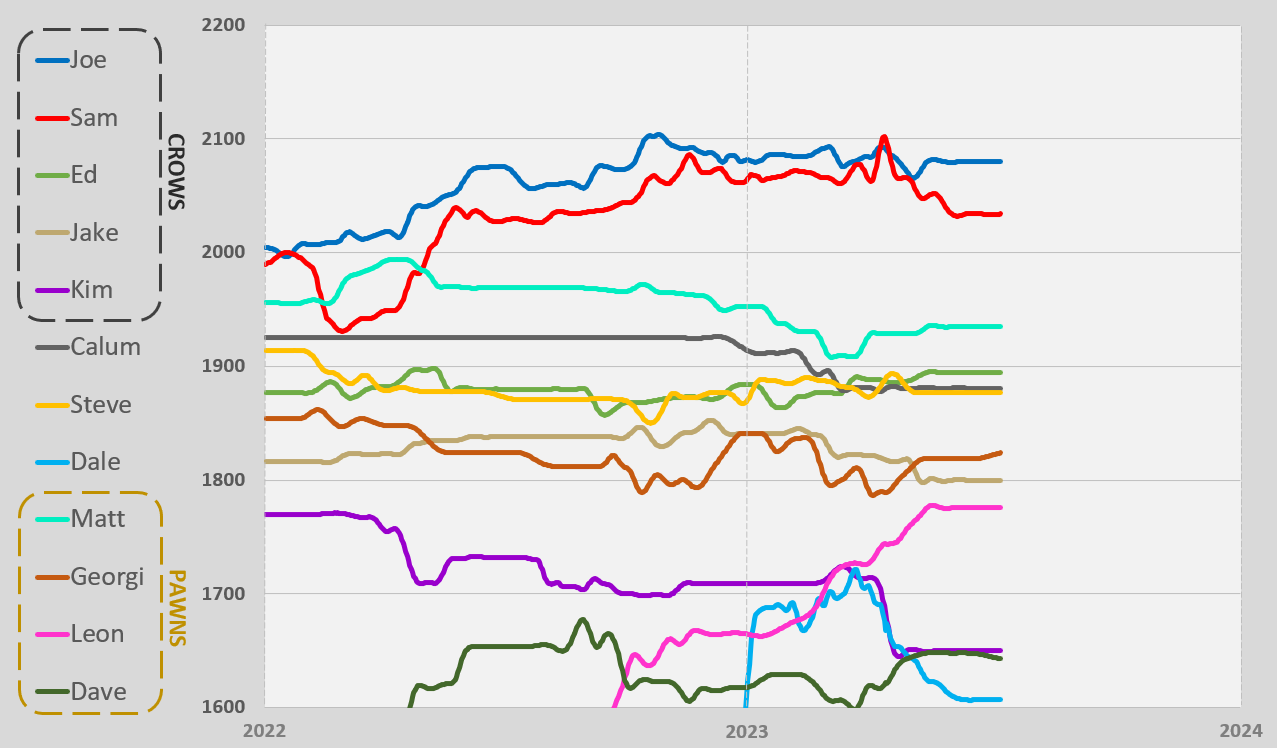 Joe
Sam
Ed
Jake
Kim
CROWS
Calum
Steve
Dale
Matt
Georgi
Leon
Dave
PAWNS
2200
2100
2000
1900
1800
1700
1600
2022
2023
2024